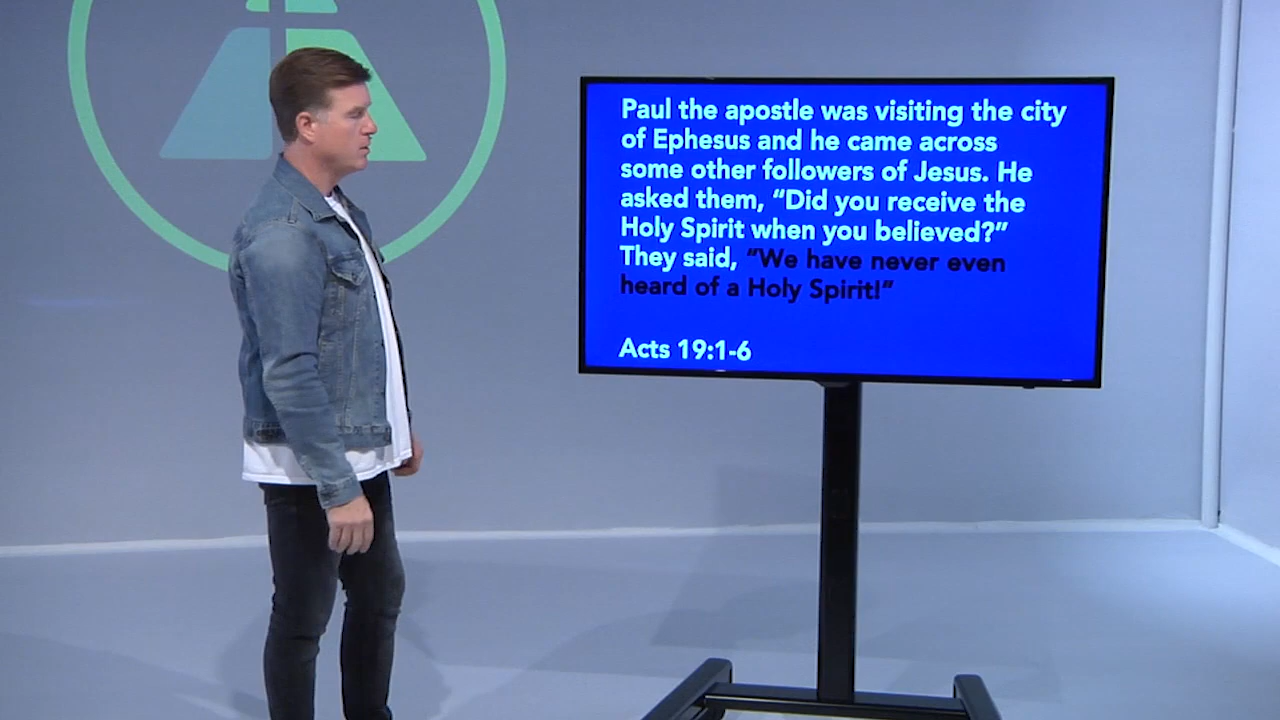 Paul the apostle was visiting the city
of Ephesus and he came across
some other followers of Jesus. He
asked them, “Did you receive the
Holy Spirit when you believed?”
They said, “We have never even
heard of a Holy Spirit!”
Acts 19:1-6